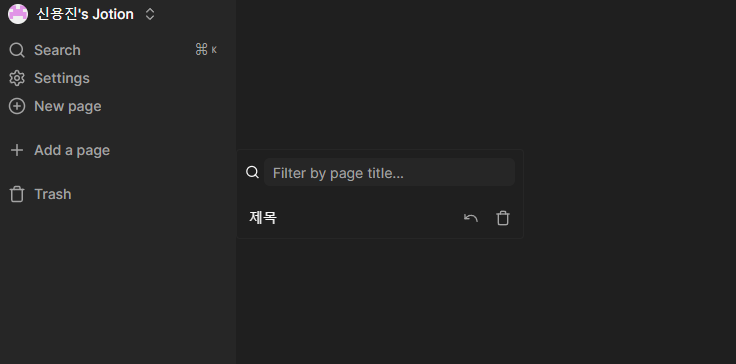 신용진's Jotion
Search ⌘ K
Settings
New page
Add a page
Trash
Filter by page title...
제목